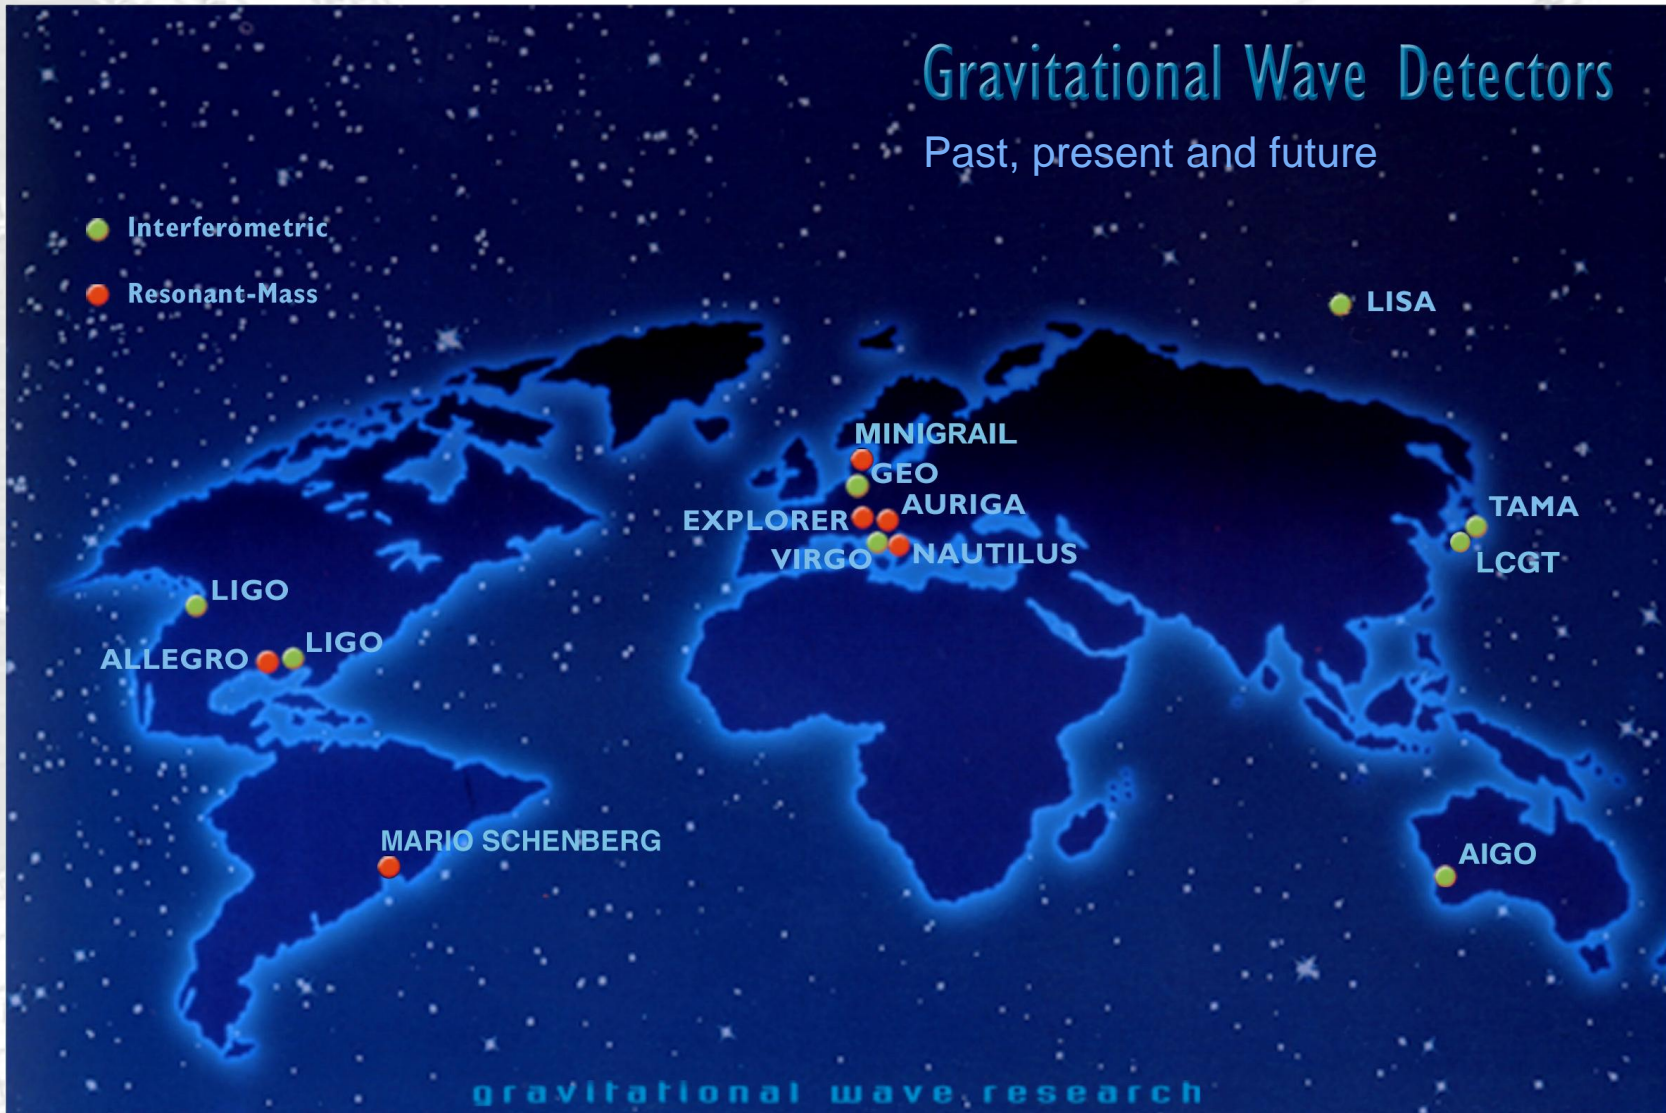 Gravitational Wave Detectors
Past, present and future
Interferometric
Resonant-Mass
LISA
MINIGRAIL
GEO
AURIGA
EXPLORER
VIRGO
NAUTILUS
TAMA
LCGT
LIGO
LIGO
ALLEGRO
MARIO SCHENBERG
AIGO
gravitational wave research